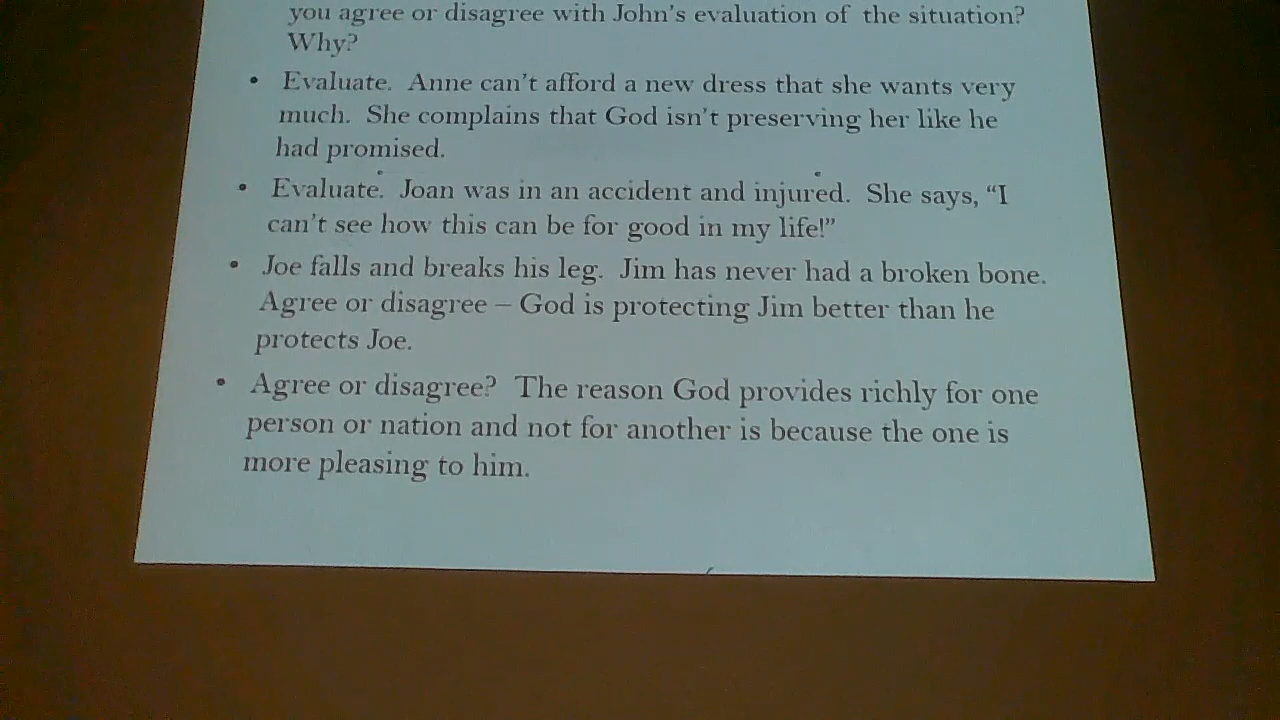 you agree or disagree with John's evaluation of the situation?
Why?
• Evaluate. Anne can't afford a new dress that she wants very
much. She complains that God isn't preserving her like he
had promised.
• Evaluate. Joan was in an accident and injured. She says, “I
can't see how this can be for good in my life!”
• Joe falls and breaks his leg. Jim has never had a broken bone.
Agree or disagree – God is protecting Jim better than he
protects Joe.
• Agree or disagree? The reason God provides richly for one
person or nation and not for another is because the one is
more pleasing to him.